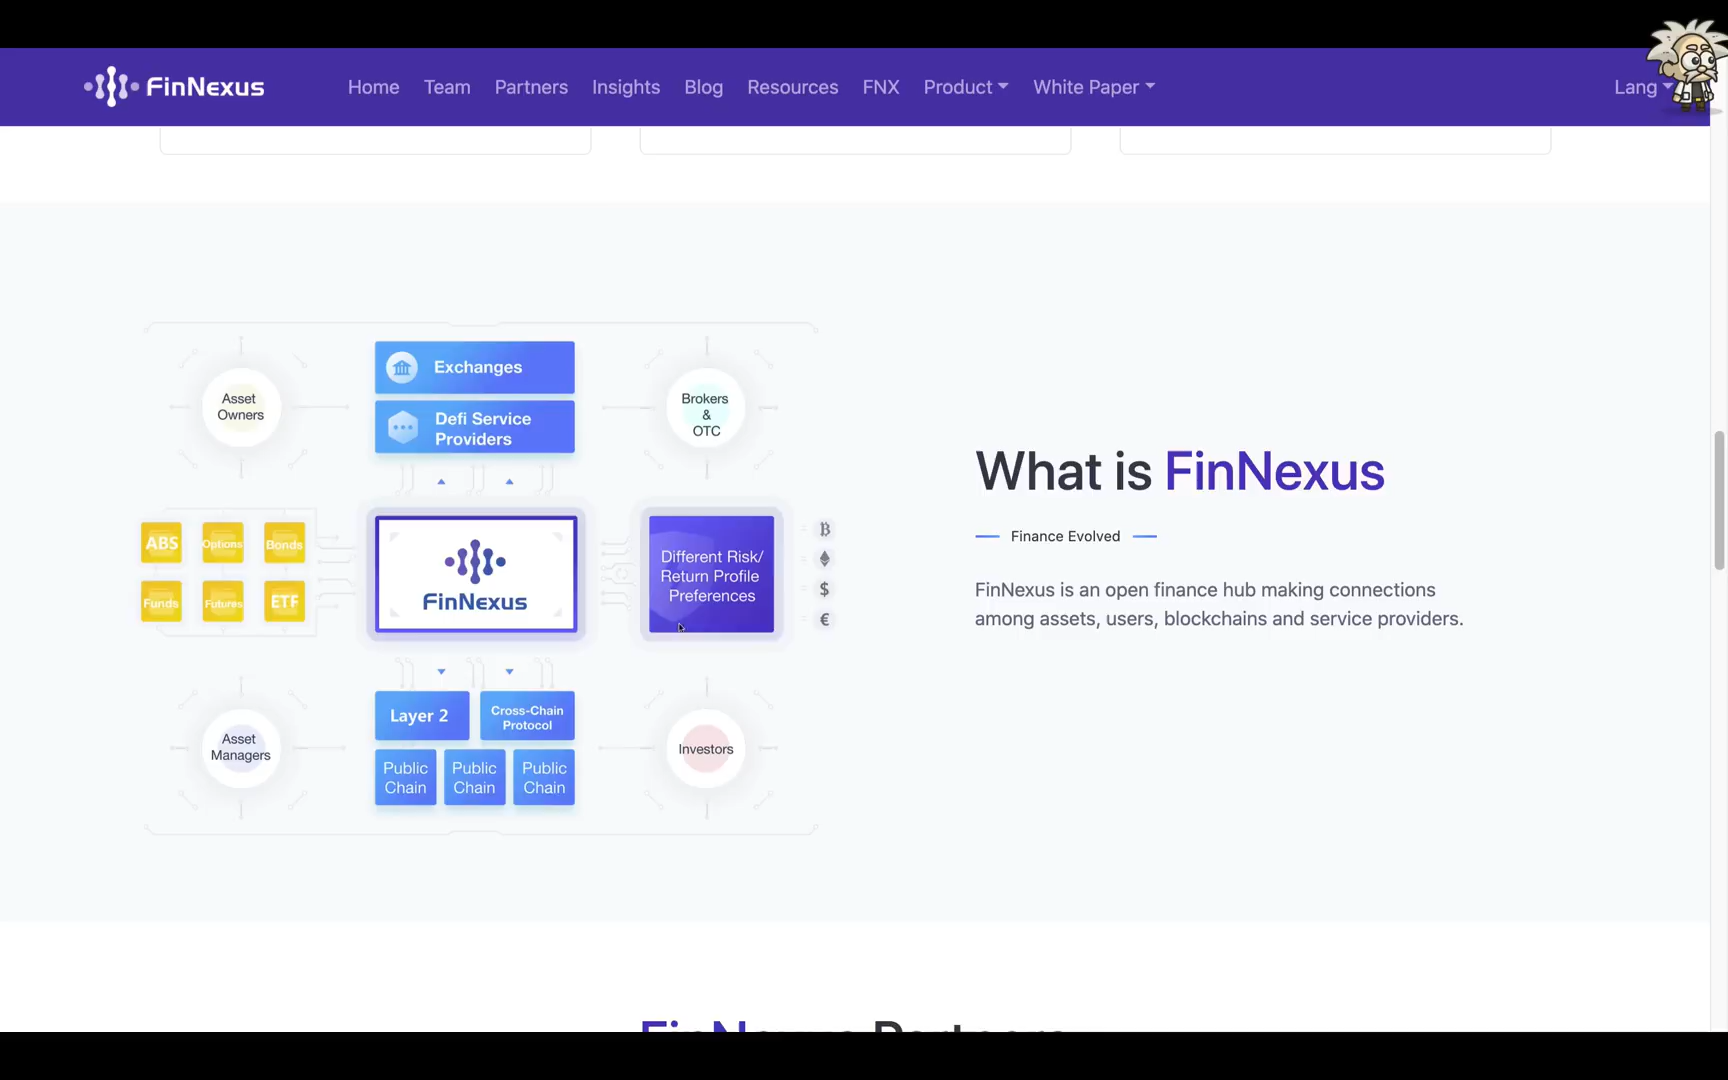 FinNexus
Home Team Partners Insights Blog Resources FNX Product White Paper Lang
Asset
Owners
Exchanges
Defi Service
Providers
Brokers
&
OTC
ABS Options Bonds
Funds Futures ETF
FinNexus
Different Risk/
Return Profile
Preferences
$
€
Asset
Managers
Layer 2
Cross-Chain
Protocol
Public
Chain
Public
Chain
Public
Chain
Investors
What is FinNexus
Finance Evolved
FinNexus is an open finance hub making connections
among assets, users, blockchains and service providers.
FinNexus Partners